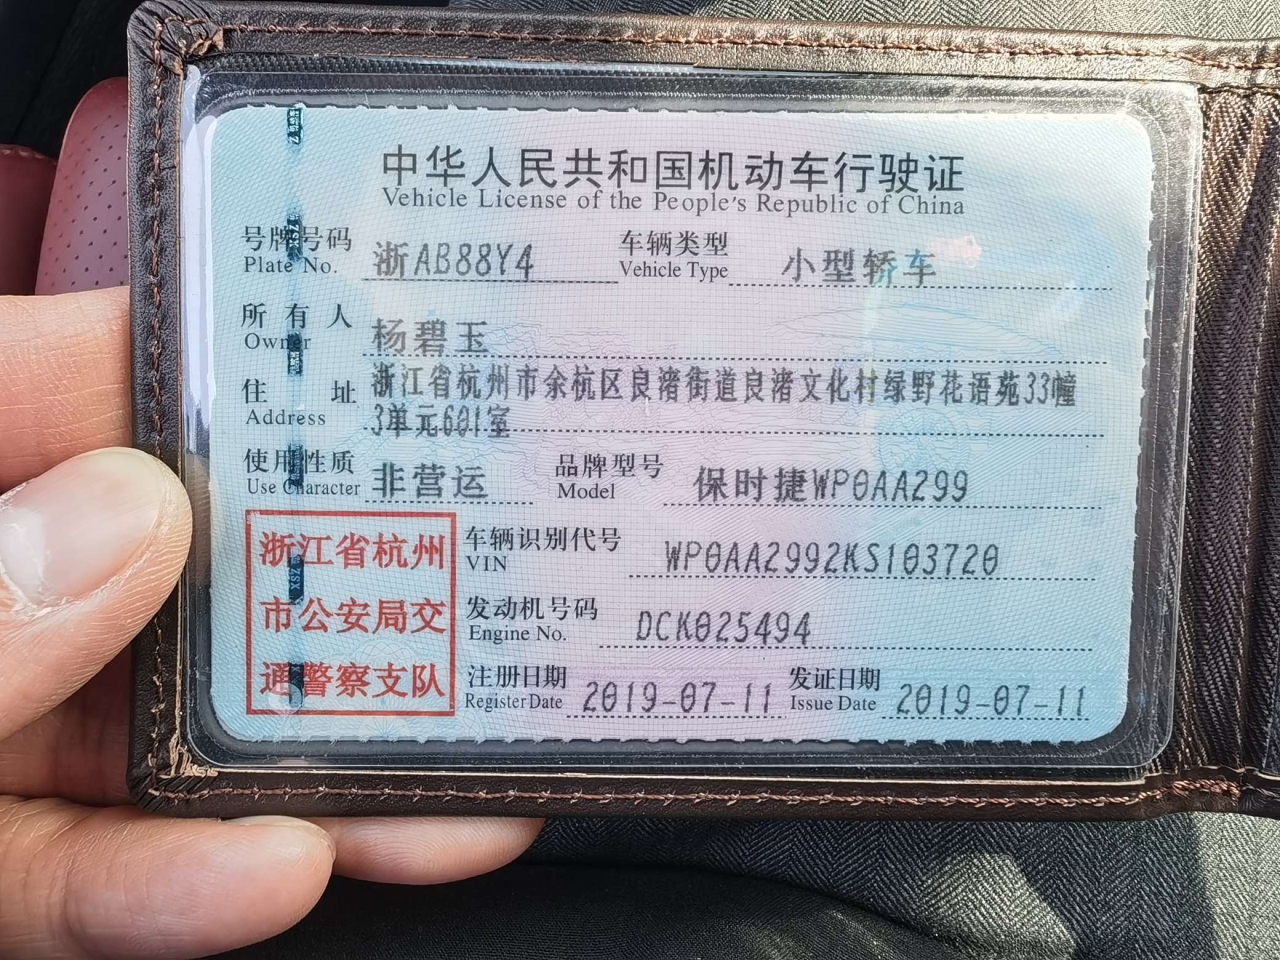 中华人民共和国机动车行驶证
Vehicle License of the People's Republic of China
号牌号码 浙AB88Y4 车辆类型 小型轿车
Plate No. Vehicle Type
所有人 杨碧玉
Owner
住址 浙江省杭州市余杭区良渚街道良渚文化村绿野花语苑33幢
Address 3单元601室
使用性质 非营运 品牌型号 保时捷WP0AA299
Use Character Model
浙江省杭州
市公安局交
通警察支队
车辆识别代号 WP0AA2992KS103720
VIN
发动机号码 DCK025494
Engine No.
注册日期 2019-07-11 发证日期 2019-07-11
Register Date Issue Date